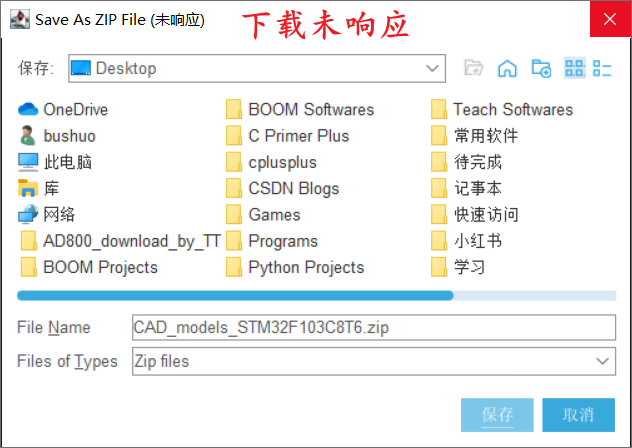 Save As ZIP File (未响应)
下载未响应
保存:
Desktop
OneDrive
BOOM Softwares
Teach Softwares
bushuo
C Primer Plus
常用软件
此电脑
cplusplus
待完成
库
CSDN Blogs
记事本
网络
Games
快速访问
AD800_download_by_TT
Programs
小红书
BOOM Projects
Python Projects
学习
File Name
CAD_models_STM32F103C8T6.zip
Files of Types
Zip files
保存
取消